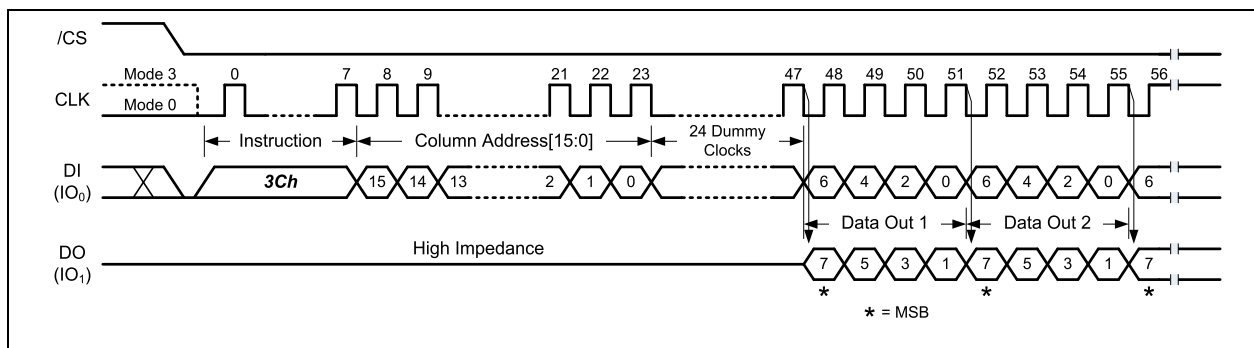 /CS
Mode 3 0 7 8 9 21 22 23 47 48 49 50 51 52 53 54 55 56
CLK Mode 0
Instruction Column Address[15:0] 24 Dummy Clocks
DI (IO0) 3Ch 15 14 13 2 1 0 6 4 2 0 6 4 2 0 6
Data Out 1 Data Out 2
High Impedance
DO (IO1) 7 5 3 1 7 5 3 1 7
* * *
* = MSB